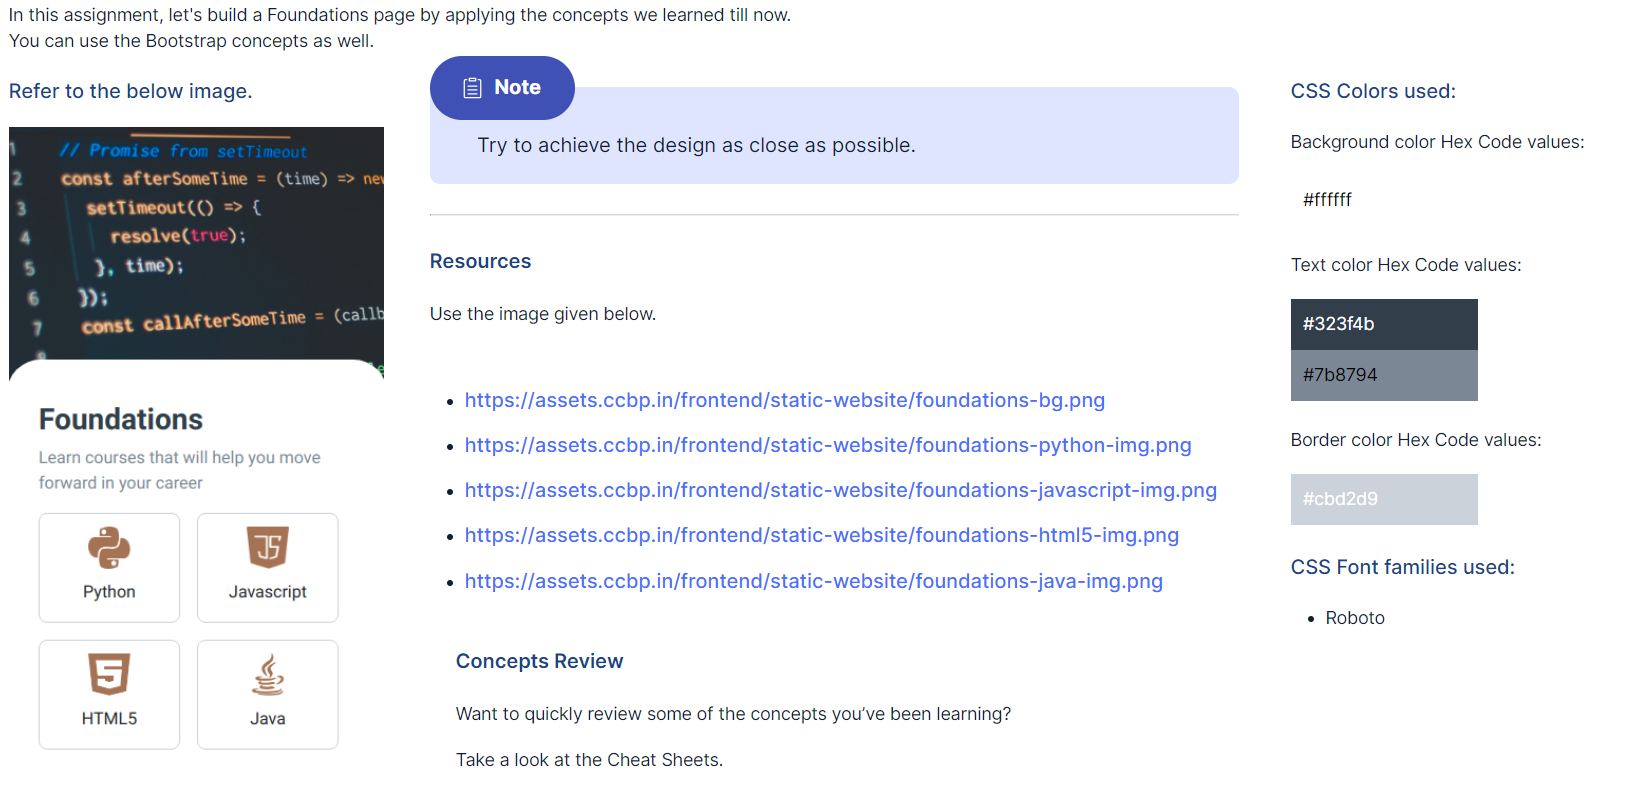 In this assignment, let's build a Foundations page by applying the concepts we learned till now.
You can use the Bootstrap concepts as well.
Refer to the below image.
1 // Promise from setTimeout
2 const afterSomeTime = (time) => new
3 setTimeout(() => {
4 resolve(true);
5 }, time);
6 });
7 const callAfterSomeTime = (callb
Foundations
Learn courses that will help you move
forward in your career
Python
Javascript
HTML5
Java
Note
Try to achieve the design as close as possible.
Resources
Use the image given below.
• https://assets.ccbp.in/frontend/static-website/foundations-bg.png
• https://assets.ccbp.in/frontend/static-website/foundations-python-img.png
• https://assets.ccbp.in/frontend/static-website/foundations-javascript-img.png
• https://assets.ccbp.in/frontend/static-website/foundations-html5-img.png
• https://assets.ccbp.in/frontend/static-website/foundations-java-img.png
Concepts Review
Want to quickly review some of the concepts you’ve been learning?
Take a look at the Cheat Sheets.
CSS Colors used:
Background color Hex Code values:
#ffffff
Text color Hex Code values:
#323f4b
#7b8794
Border color Hex Code values:
#cbd2d9
CSS Font families used:
• Roboto